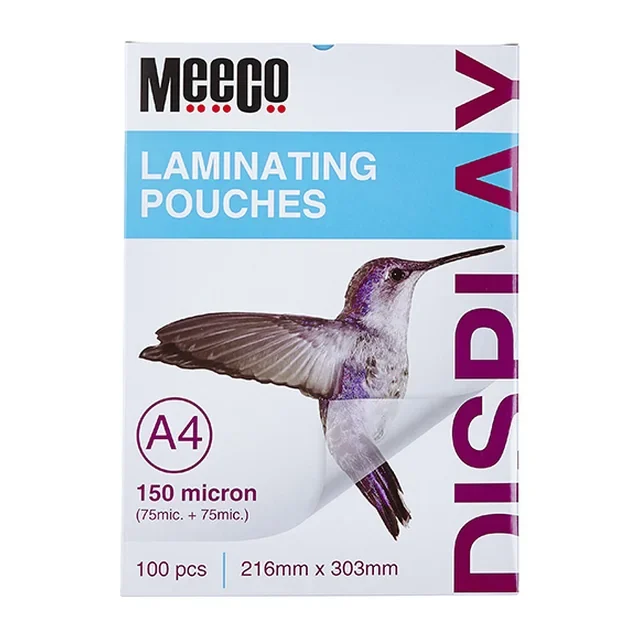 Meeco
LAMINATING
POUCHES
DISPLAY
A4
150 micron
(75mic. + 75mic.)
100 pcs | 216mm x 303mm